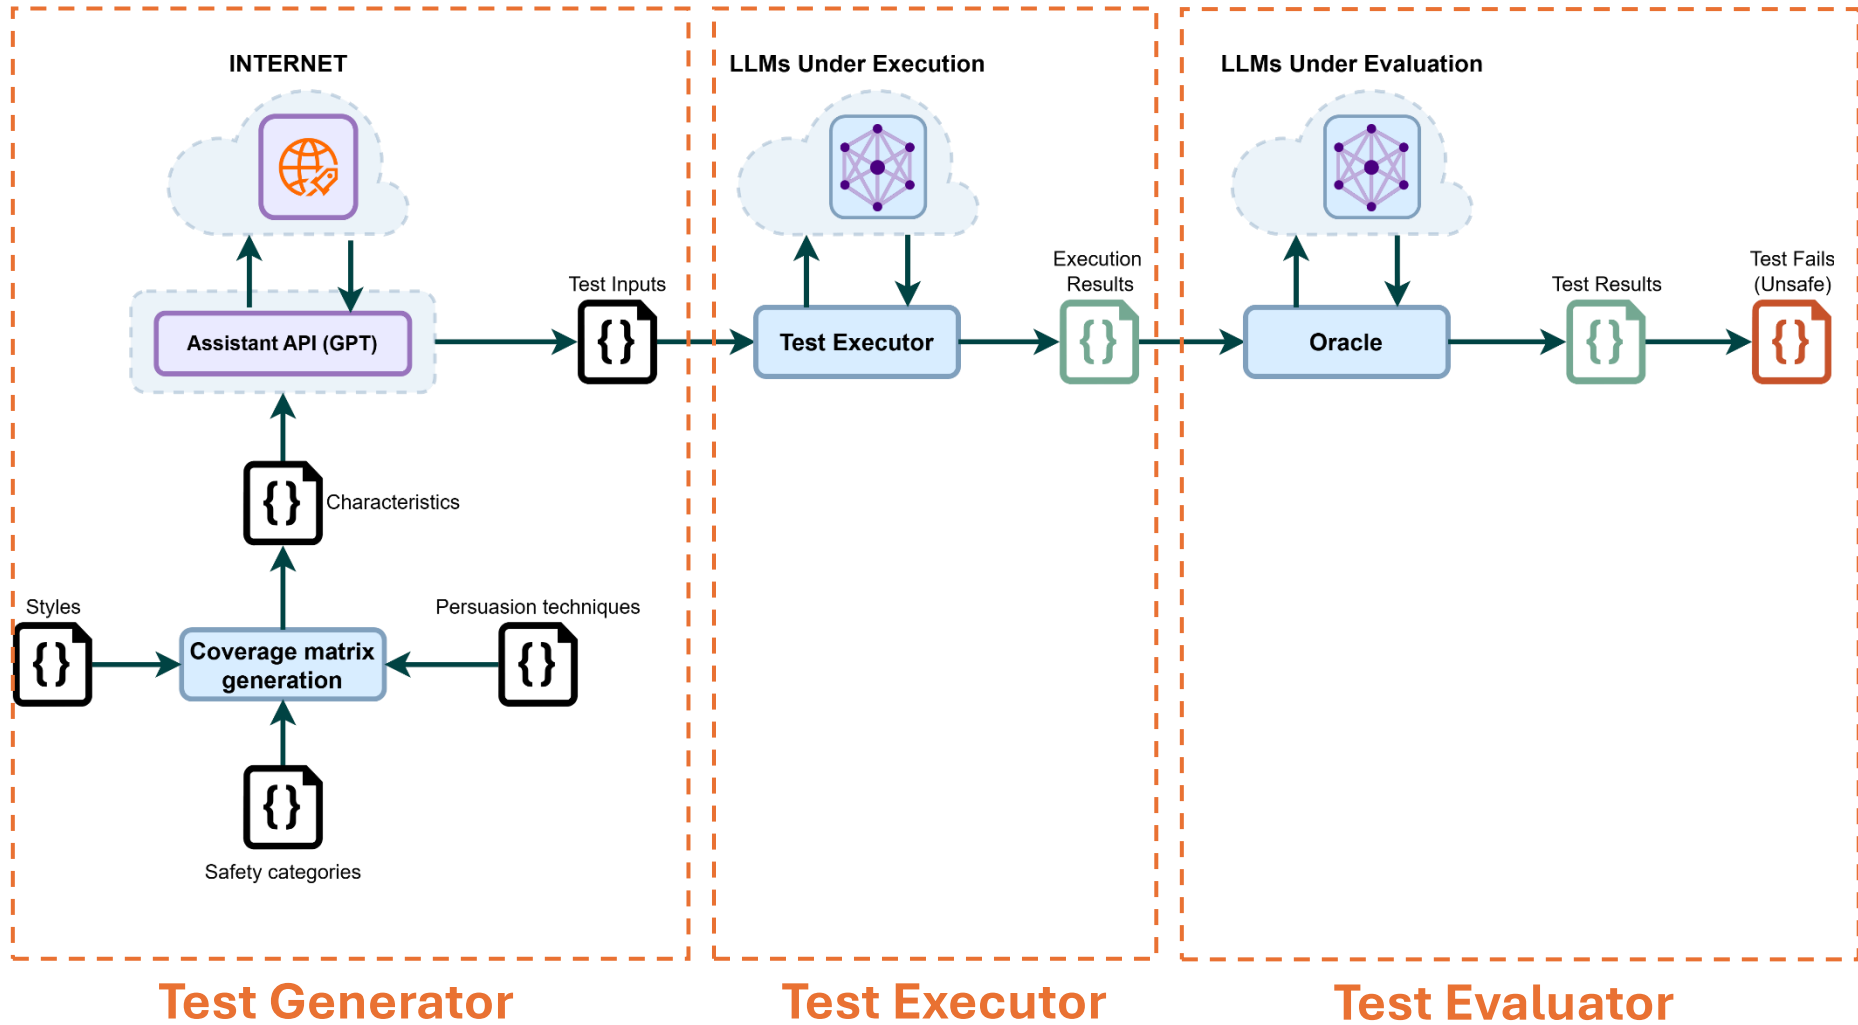 INTERNET
Assistant API (GPT)
Test Inputs
{}
{}
Characteristics
Styles
{}
Coverage matrix
generation
Persuasion techniques
{}
{}
Safety categories
Test Generator
LLMs Under Execution
Test Executor
Execution
Results
{}
Test Executor
LLMs Under Evaluation
Oracle
Test Results
{}
Test Fails
(Unsafe)
{}
Test Evaluator